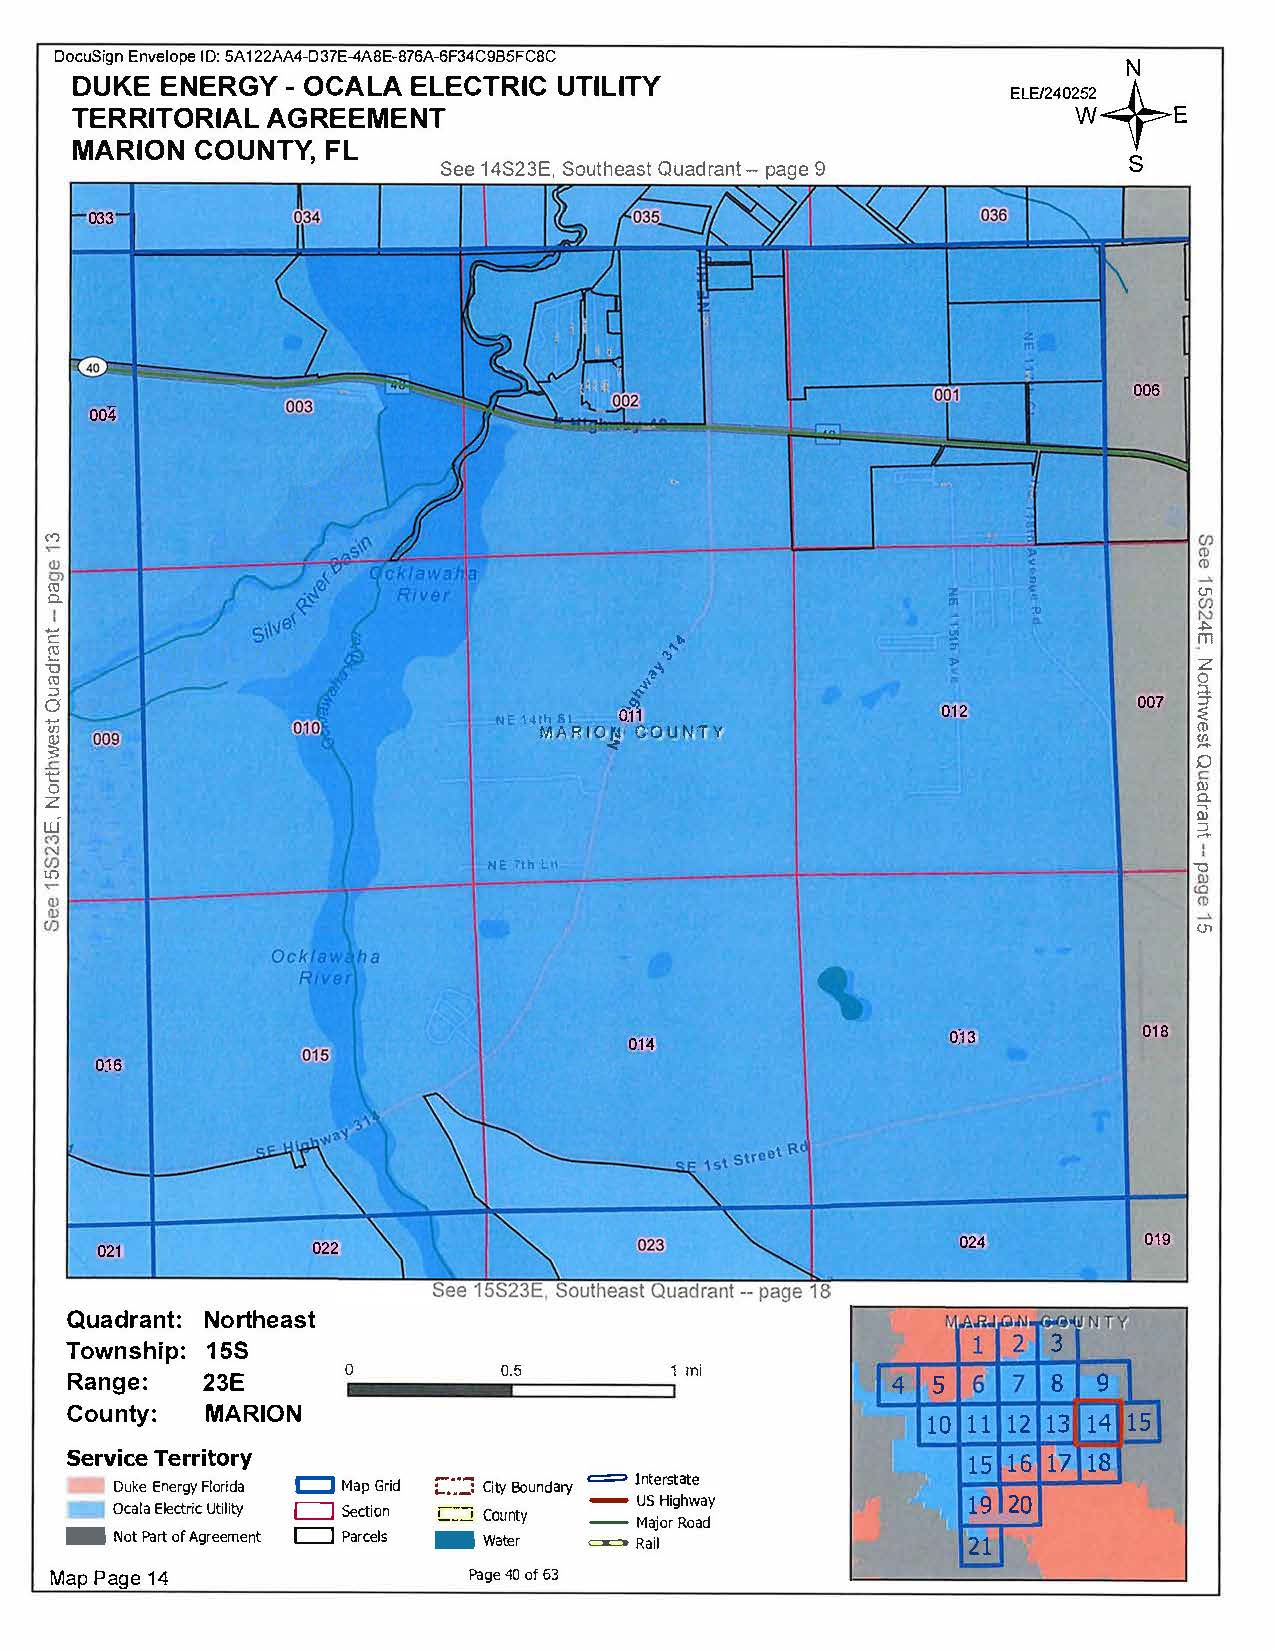 DocuSign Envelope ID: 5A122AA4-D37E-4A8E-876A-6F34C9B5FC8C
DUKE ENERGY - OCALA ELECTRIC UTILITY
TERRITORIAL AGREEMENT
MARION COUNTY, FL
ELE/240252
N
W E
S
See 14S23E, Southeast Quadrant -- page 9
033 034 035 036
40
40
004 003 002 001 006
E Highway 40
40
See 15S23E, Northwest Quadrant -- page 13
See 15S24E, Northwest Quadrant -- page 15
Silver River Basin
Ocklawaha
River
Ocklawaha River
NE Highway 314
NE 115th Ave
NE 14th St
MARION COUNTY
009 010 011 012 007
NE 7th Ln
Ocklawaha
River
016 015 014 013 018
SE Highway 314
SE 1st Street Rd
021 022 023 024 019
See 15S23E, Southeast Quadrant -- page 18
Quadrant: Northeast
Township: 15S
Range: 23E
County: MARION
0 0.5 1 mi
Service Territory
Duke Energy Florida
Ocala Electric Utility
Not Part of Agreement
Map Grid
Section
Parcels
City Boundary
County
Water
Interstate
US Highway
Major Road
Rail
MARION COUNTY
1 2 3
4 5 6 7 8 9
10 11 12 13 14 15
15 16 17 18
19 20
21
Map Page 14
Page 40 of 63